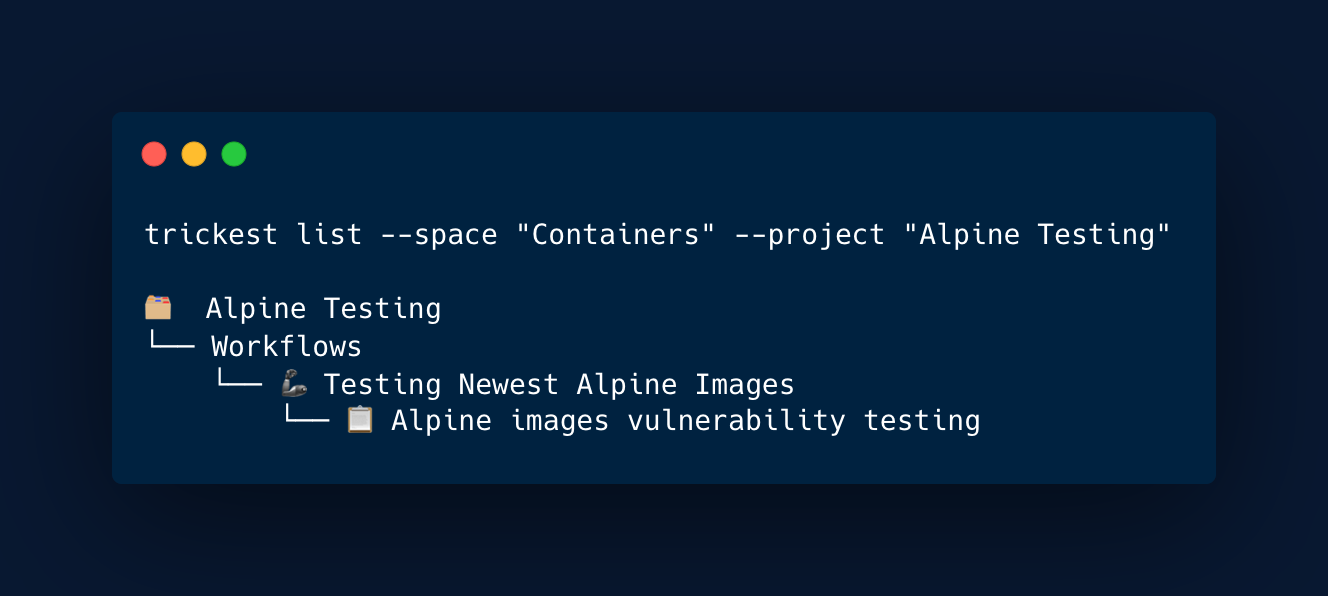 trickest list --space "Containers" --project "Alpine Testing"
🗂️  Alpine Testing
└── Workflows
    └── 🦾 Testing Newest Alpine Images
        └── 📋 Alpine images vulnerability testing